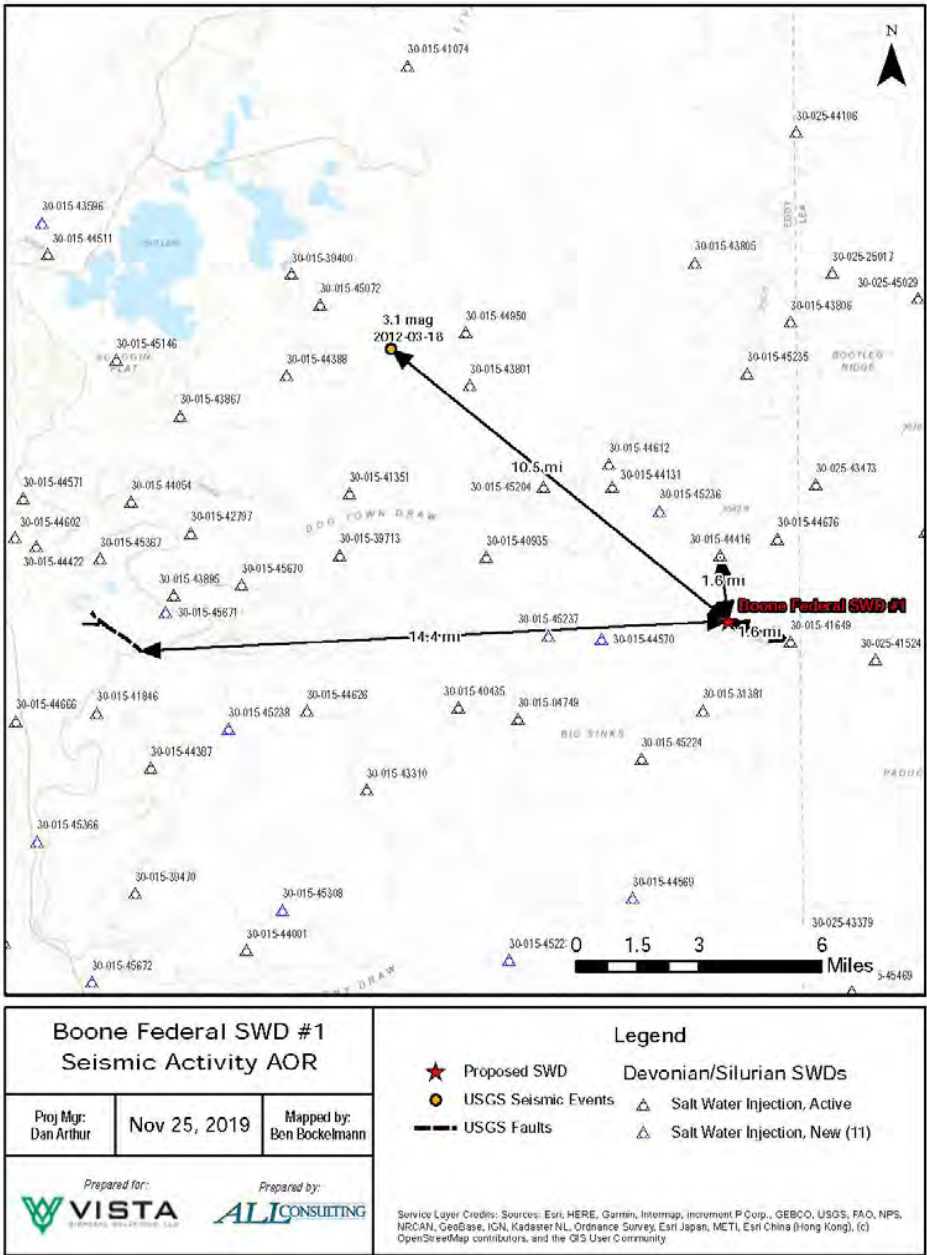 N
30-015-41074
30-025-44106
EDDY
LEA
30-015-43596
30-015-44511
30-015-43805
30-025-25017
30-015-39400
30-025-45029
30-015-45072
30-015-43806
3.1 mag
2012-03-18
30-015-44950
30-015-45146
FLAT
30-015-44388
30-015-43801
30-015-45235
BOOTLEG
RIDGE
30-015-43867
30-015-44612
10.5 mi
30-015-44131
30-025-43473
30-015-44571
30-015-44054
30-015-41351
30-015-45204
30-015-45236
DOG TOWN DRAW
30-015-44602
30-015-42797
30-015-44676
30-015-44422
30-015-45367
30-015-39713
30-015-40935
30-015-44416
30-015-43895
30-015-45670
1.6 mi
30-015-45671
Boone Federal SWD #1
14.4 mi
30-015-45237
30-015-44570
1.6 mi
30-015-41649
30-025-41524
30-015-44666
30-015-41846
30-015-44626
30-015-40435
30-015-04749
30-015-31381
30-015-45238
BIG SINKS
30-015-44387
30-015-45224
PADUC
30-015-43310
30-015-45366
30-015-39470
30-015-45308
30-015-44569
30-025-43379
30-015-44001
30-015-4522
0 1.5 3 6
Miles
30-015-45672
5-45469
NY DRAW
Boone Federal SWD #1
Seismic Activity AOR
Proj Mgr:
Dan Arthur
Nov 25, 2019
Mapped by:
Ben Bockelmann
Prepared for:
VISTA
Prepared by:
ALL CONSULTING
Legend
Proposed SWD
USGS Seismic Events
USGS Faults
Devonian/Silurian SWDs
Salt Water Injection, Active
Salt Water Injection, New (11)
Service Layer Credits: Sources: Esri, HERE, Garmin, Intermap, increment P Corp., GEBCO, USGS, FAO, NPS,
NRCAN, GeoBase, IGN, Kadaster NL, Ordnance Survey, Esri Japan, METI, Esri China (Hong Kong), (c)
OpenStreetMap contributors, and the GIS User Community